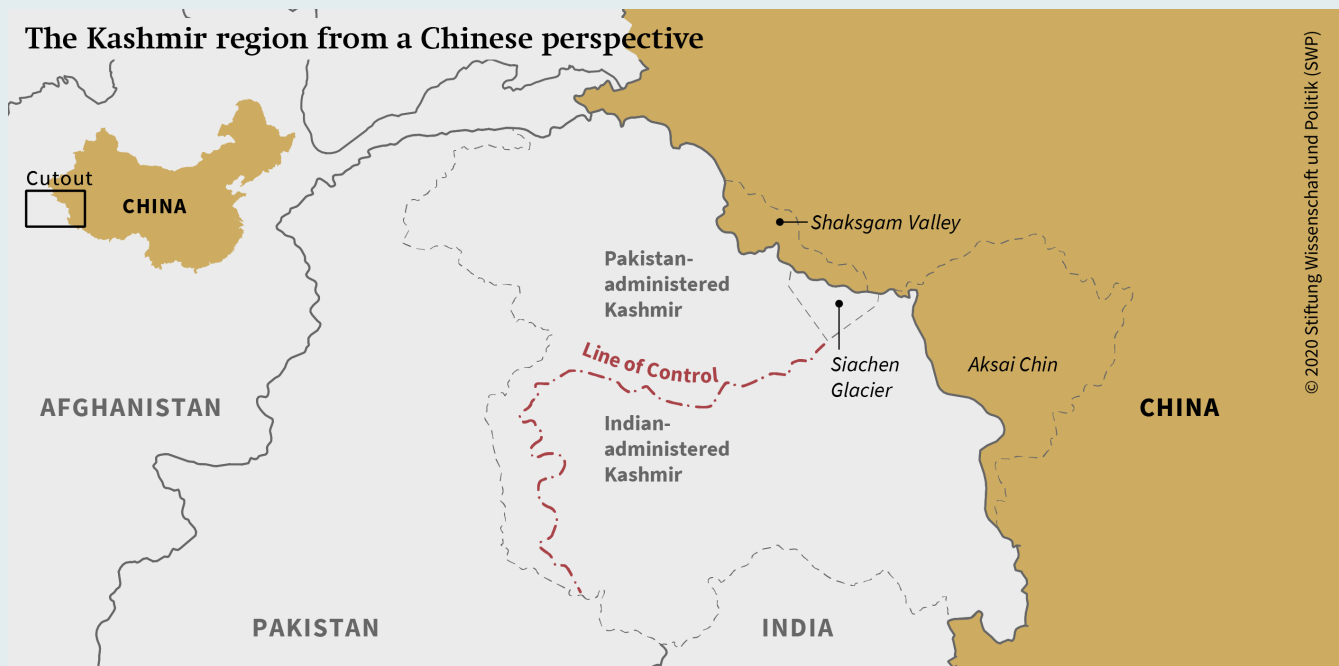 The Kashmir region from a Chinese perspective
© 2020 Stiftung Wissenschaft und Politik (SWP)
Cutout
CHINA
Shaksgam Valley
Pakistan-
administered
Kashmir
Line of Control
Siachen
Glacier
Aksai Chin
AFGHANISTAN
CHINA
Indian-
administered
Kashmir
PAKISTAN
INDIA